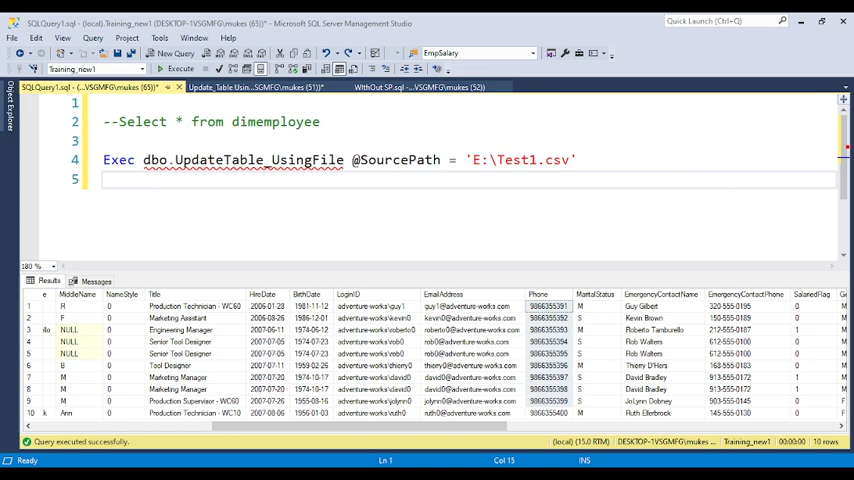 SQLQuery1.sql - (local).Training_new1 (DESKTOP-1VSGMFG\mukes (65))* - Microsoft SQL Server Management Studio
Quick Launch (Ctrl+Q)
File Edit View Query Project Tools Window Help
New Query EmpSalary
Training_new1 Execute
SQLQuery1.sql - (...VSGMFG\mukes (65))* Update_Table Usin...SGMFG\mukes (51))* WIthOut SP.sql -...VSGMFG\mukes (52))
Object Explorer
1
2 --Select * from dimemployee
3
4 Exec dbo.UpdateTable_UsingFile @SourcePath = 'E:\Test1.csv'
5
180 %
Results Messages
e MiddleName NameStyle Title HireDate BirthDate LoginID EmailAddress Phone MaritalStatus EmergencyContactName EmergencyContactPhone SalariedFlag Ge
1 R 0 Production Technician - WC60 2006-01-28 1981-11-12 adventure-works\guy1 guy1@adventure-works.com 9866355391 M Guy Gilbert 320-555-0195 0 M
2 F 0 Marketing Assistant 2006-08-26 1986-12-01 adventure-works\kevin0 kevin0@adventure-works.com 9866355392 S Kevin Brown 150-555-0189 0 M
3 ilo NULL 0 Engineering Manager 2007-06-11 1974-06-12 adventure-works\roberto0 roberto0@adventure-works.com 9866355393 M Roberto Tamburello 212-555-0187 1 M
4 NULL 0 Senior Tool Designer 2007-07-05 1974-07-23 adventure-works\rob0 rob0@adventure-works.com 9866355394 S Rob Walters 612-555-0100 0 M
5 NULL 0 Senior Tool Designer 2007-07-05 1974-07-23 adventure-works\rob0 rob0@adventure-works.com 9866355395 S Rob Walters 612-555-0100 1 M
6 B 0 Tool Designer 2007-07-11 1959-02-26 adventure-works\thierry0 thierry0@adventure-works.com 9866355396 M Thierry D'Hers 168-555-0183 0 M
7 M 0 Marketing Manager 2007-07-20 1974-10-17 adventure-works\david0 david0@adventure-works.com 9866355397 S David Bradley 913-555-0172 1 M
8 M 0 Marketing Manager 2007-07-20 1974-10-17 adventure-works\david0 david0@adventure-works.com 9866355398 S David Bradley 913-555-0172 1 M
9 M 0 Production Supervisor - WC60 2007-07-26 1955-08-16 adventure-works\jolynn0 jolynn0@adventure-works.com 9866355399 S JoLynn Dobney 903-555-0145 0 F
10 k Ann 0 Production Technician - WC10 2007-08-06 1956-01-03 adventure-works\ruth0 ruth0@adventure-works.com 9866355400 M Ruth Ellerbrock 145-555-0130 0 M
Query executed successfully. (local) (15.0 RTM) DESKTOP-1VSGMFG\mukes ... Training_new1 00:00:00 10 rows
Ready Ln 1 Col 15 INS